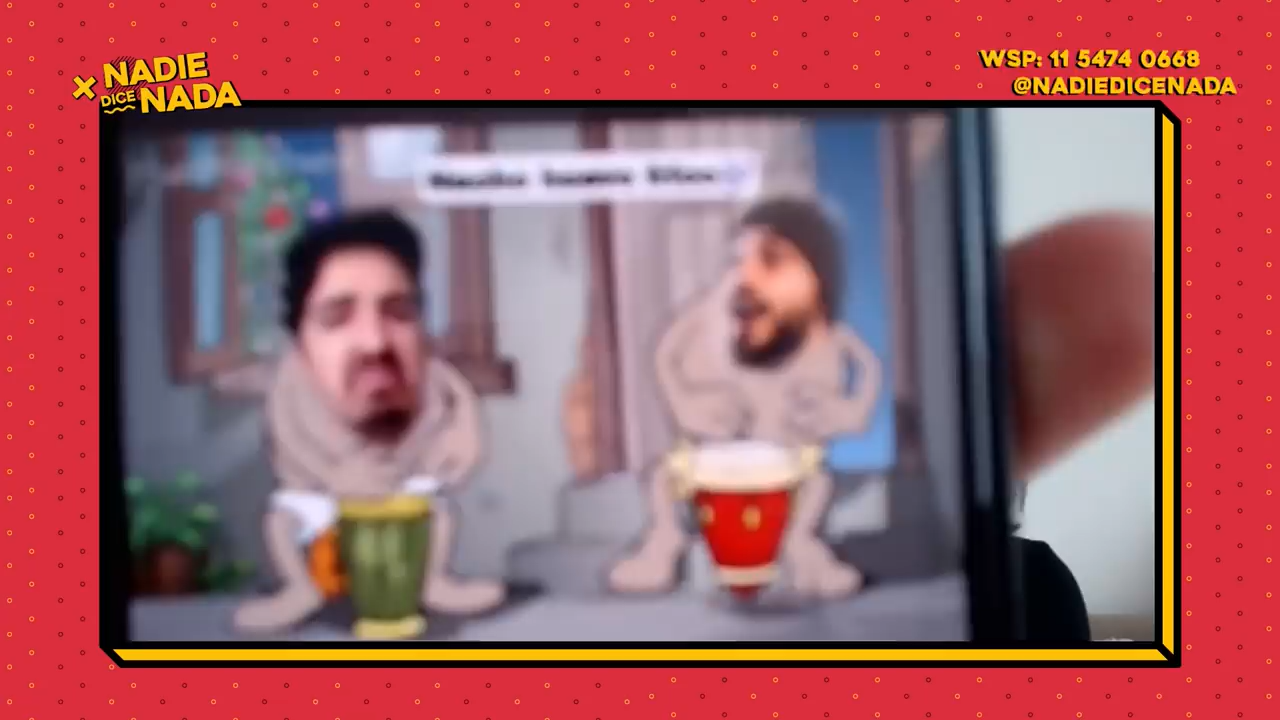 NADIE
DICE NADA
WSP: 11 5474 0668
@NADIEDICENADA